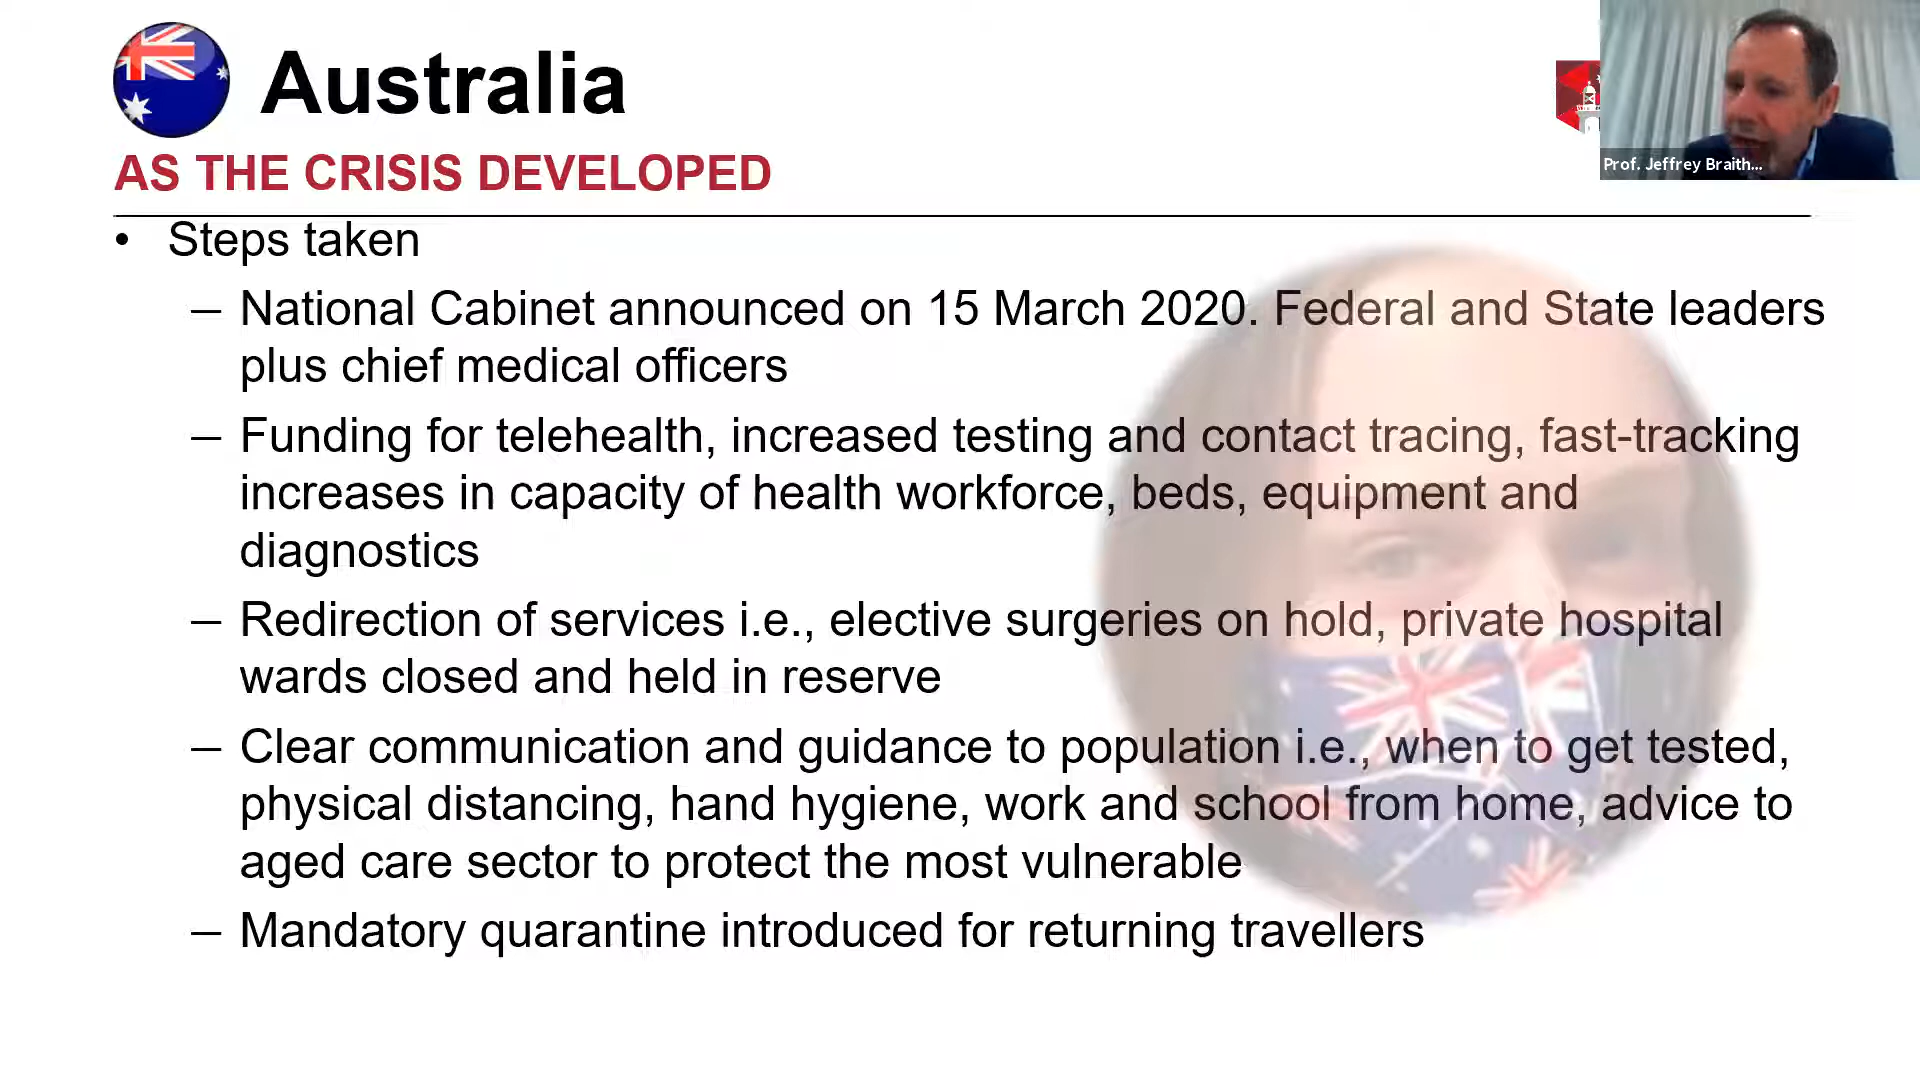 Australia
AS THE CRISIS DEVELOPED
Prof. Jeffrey Braith...
• Steps taken
– National Cabinet announced on 15 March 2020. Federal and State leaders
plus chief medical officers
– Funding for telehealth, increased testing and contact tracing, fast-tracking
increases in capacity of health workforce, beds, equipment and
diagnostics
– Redirection of services i.e., elective surgeries on hold, private hospital
wards closed and held in reserve
– Clear communication and guidance to population i.e., when to get tested,
physical distancing, hand hygiene, work and school from home, advice to
aged care sector to protect the most vulnerable
– Mandatory quarantine introduced for returning travellers